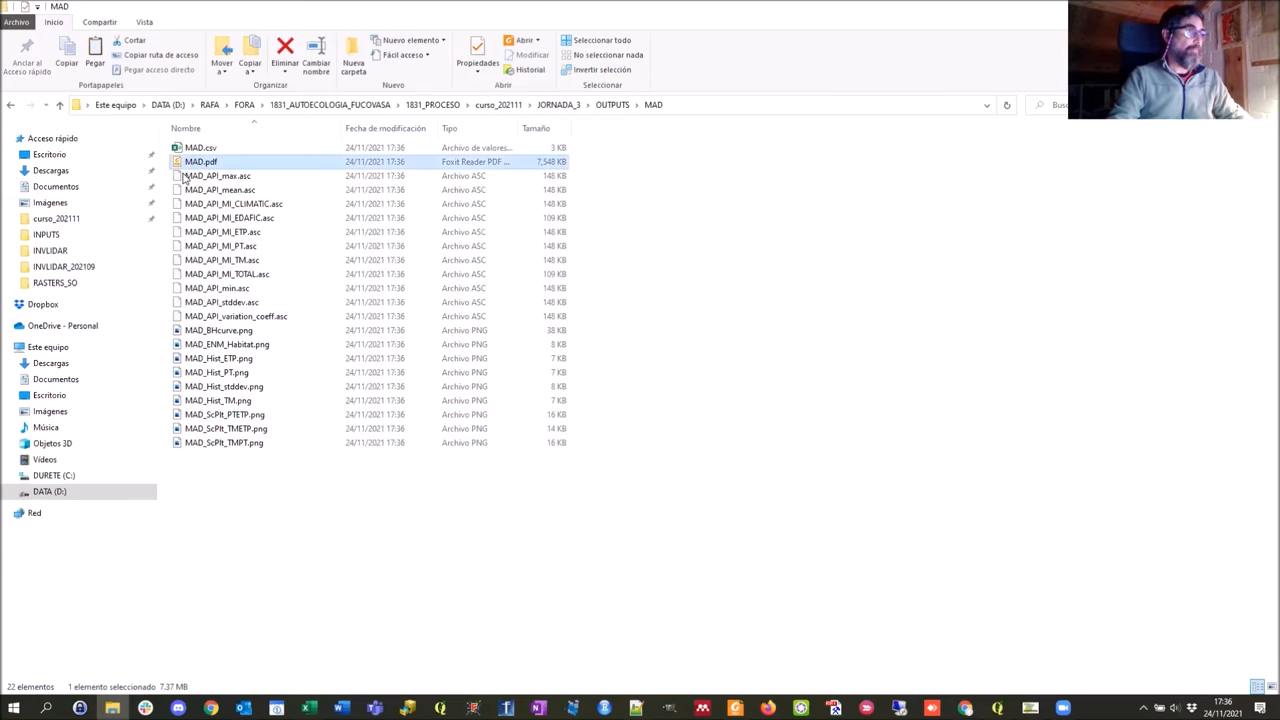 MAD
Archivo Inicio Compartir Vista
Anclar al Acceso rápido
Copiar
Pegar
Cortar
Copiar ruta de acceso
Pegar acceso directo
Portapapeles
Mover a
Copiar a
Eliminar
Cambiar nombre
Organizar
Nueva carpeta
Nuevo elemento
Fácil acceso
Nuevo
Propiedades
Abrir
Modificar
Historial
Abrir
Seleccionar todo
No seleccionar nada
Invertir selección
Seleccionar
Este equipo > DATA (D:) > RAFA > FORA > 1831_AUTOECOLOGIA_FUCOVASA > 1831_PROCESO > curso_202111 > JORNADA_3 > OUTPUTS > MAD
Acceso rápido
Escritorio
Descargas
Documentos
Imágenes
curso_202111
INPUTS
INVLIDAR
INVLIDAR_202109
RASTERS_SO
Dropbox
OneDrive - Personal
Este equipo
Descargas
Documentos
Escritorio
Imágenes
Música
Objetos 3D
Vídeos
DURETE (C:)
DATA (D:)
Red
Nombre Fecha de modificación Tipo Tamaño
MAD.csv 24/11/2021 17:36 Archivo de valores... 3 KB
MAD.pdf 24/11/2021 17:36 Foxit Reader PDF ... 7,548 KB
MAD_API_max.asc 24/11/2021 17:36 Archivo ASC 148 KB
MAD_API_mean.asc 24/11/2021 17:36 Archivo ASC 148 KB
MAD_API_MI_CLIMATIC.asc 24/11/2021 17:36 Archivo ASC 148 KB
MAD_API_MI_EDAFIC.asc 24/11/2021 17:36 Archivo ASC 109 KB
MAD_API_MI_ETP.asc 24/11/2021 17:36 Archivo ASC 148 KB
MAD_API_MI_PT.asc 24/11/2021 17:36 Archivo ASC 148 KB
MAD_API_MI_TM.asc 24/11/2021 17:36 Archivo ASC 148 KB
MAD_API_MI_TOTAL.asc 24/11/2021 17:36 Archivo ASC 109 KB
MAD_API_min.asc 24/11/2021 17:36 Archivo ASC 148 KB
MAD_API_stddev.asc 24/11/2021 17:36 Archivo ASC 148 KB
MAD_API_variation_coeff.asc 24/11/2021 17:36 Archivo ASC 148 KB
MAD_BHcurve.png 24/11/2021 17:36 Archivo PNG 38 KB
MAD_ENM_Habitat.png 24/11/2021 17:36 Archivo PNG 8 KB
MAD_Hist_ETP.png 24/11/2021 17:36 Archivo PNG 7 KB
MAD_Hist_PT.png 24/11/2021 17:36 Archivo PNG 7 KB
MAD_Hist_stddev.png 24/11/2021 17:36 Archivo PNG 8 KB
MAD_Hist_TM.png 24/11/2021 17:36 Archivo PNG 7 KB
MAD_ScPlt_PTETP.png 24/11/2021 17:36 Archivo PNG 16 KB
MAD_ScPlt_TMETP.png 24/11/2021 17:36 Archivo PNG 14 KB
MAD_ScPlt_TMPT.png 24/11/2021 17:36 Archivo PNG 16 KB
22 elementos 1 elemento seleccionado 7.37 MB
17:36
24/11/2021